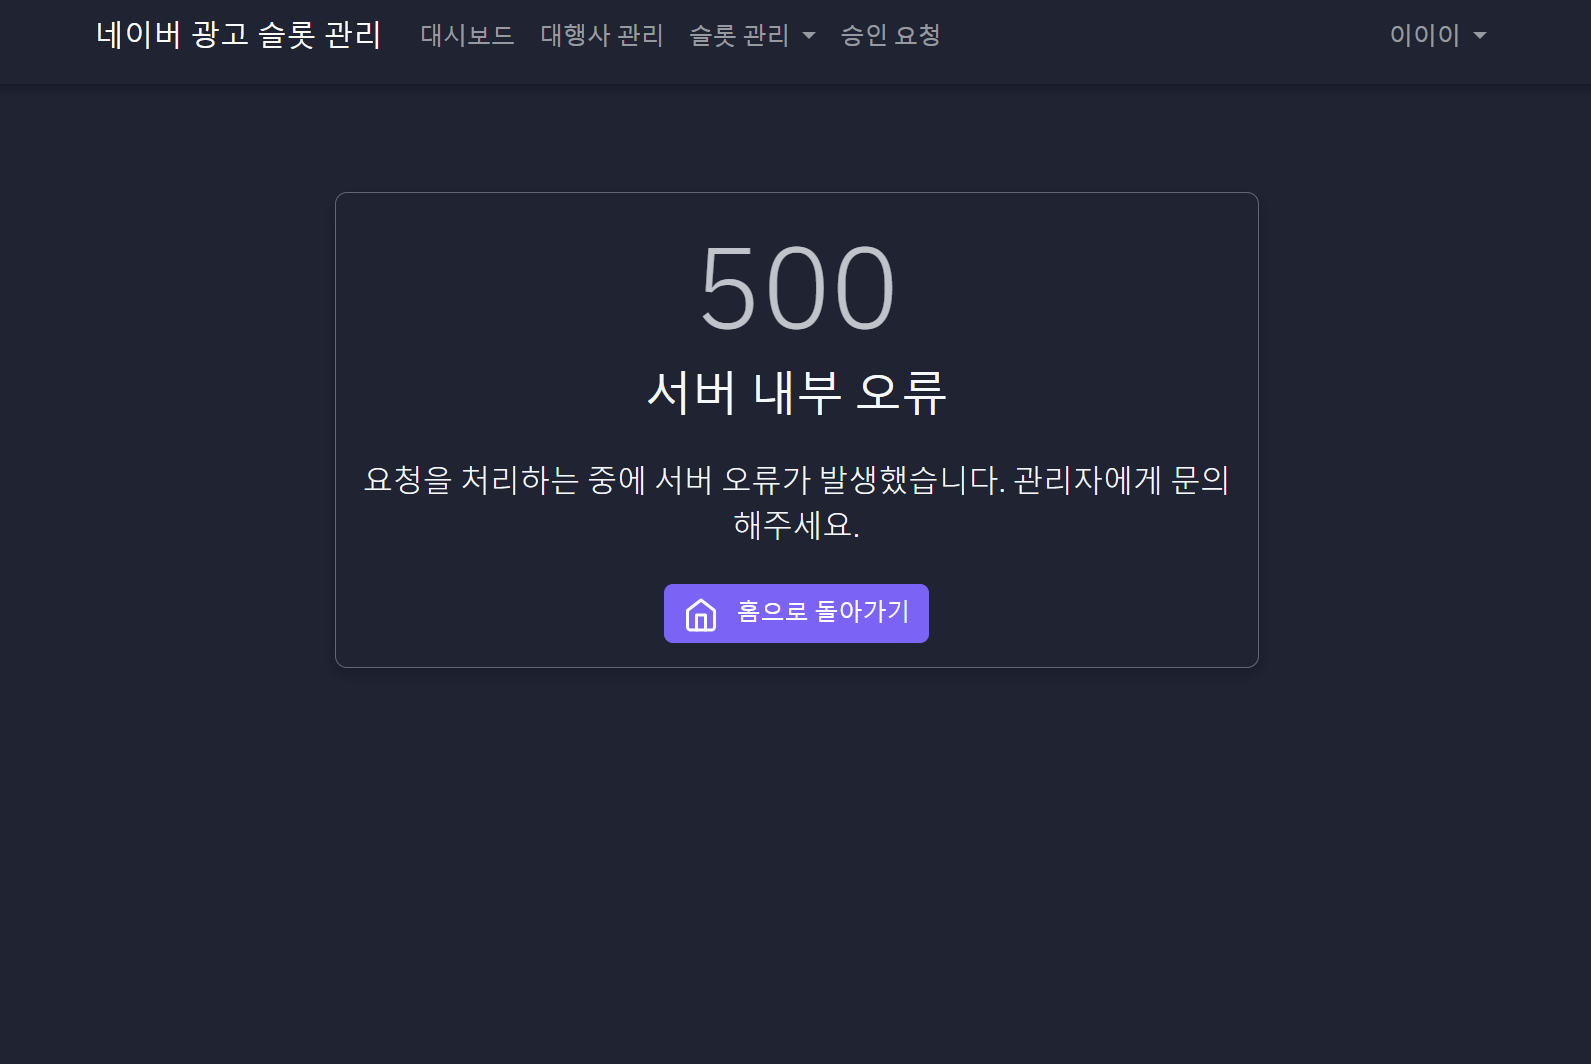 네이버 광고 슬롯 관리 대시보드 대행사 관리 슬롯 관리 승인 요청 이이이
500
서버 내부 오류
요청을 처리하는 중에 서버 오류가 발생했습니다. 관리자에게 문의
해주세요.
홈으로 돌아가기